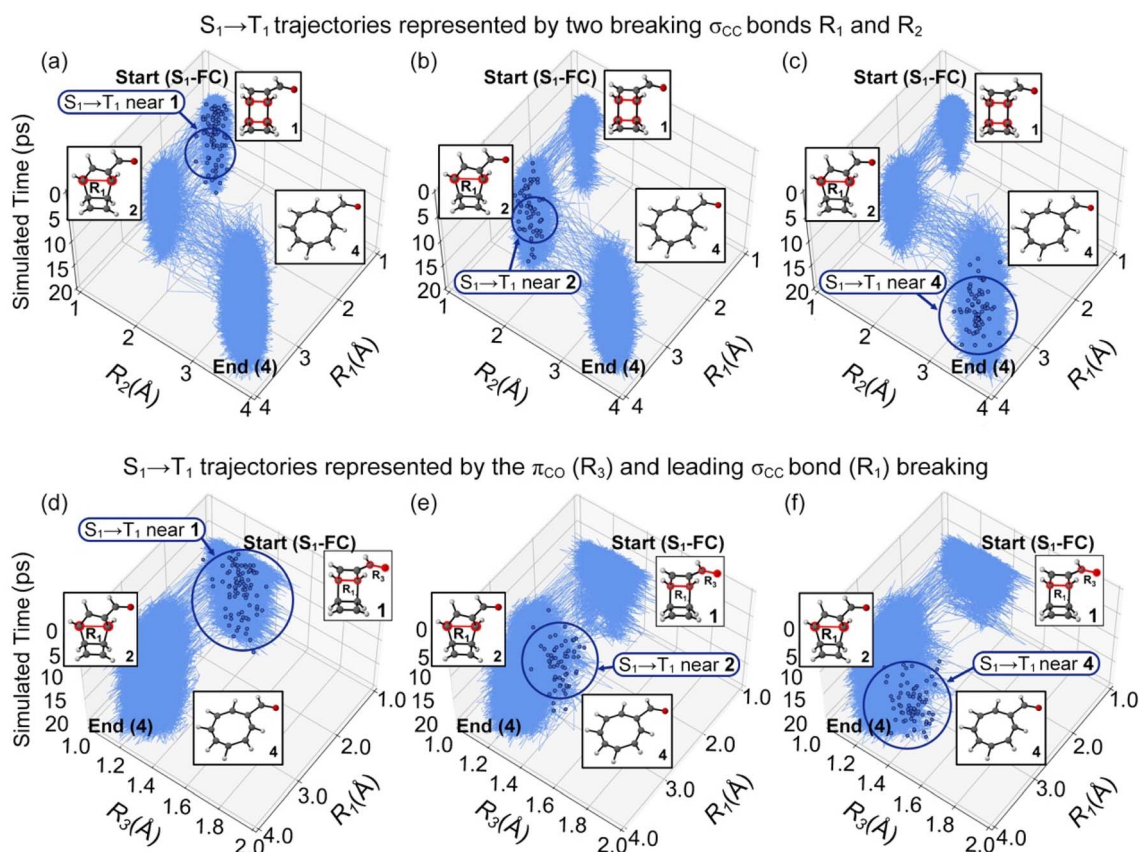 S₁→T₁ trajectories represented by two breaking σCC bonds R₁ and R₂
(a)
Start (S₁-FC)
S₁→T₁ near 1
1
R₁
2
4
Simulated Time (ps)
0
5
10
15
20
1
2
3
4
R₂(Å)
End (4)
4
3
2
1
R₁(Å)
(b)
Start (S₁-FC)
1
R₁
2
4
S₁→T₁ near 2
0
5
10
15
20
1
2
3
4
R₂(Å)
End (4)
4
3
2
1
R₁(Å)
(c)
Start (S₁-FC)
1
R₁
2
4
S₁→T₁ near 4
0
5
10
15
20
1
2
3
4
R₂(Å)
End (4)
4
3
2
1
R₁(Å)
S₁→T₁ trajectories represented by the πCO (R₃) and leading σCC bond (R₁) breaking
(d)
S₁→T₁ near 1
Start (S₁-FC)
R₃
R₁
1
R₁
2
4
Simulated Time (ps)
0
5
10
15
20
End (4)
1.0
1.2
1.4
1.6
1.8
2.0
R₃(Å)
4.0
3.0
2.0
1.0
R₁(Å)
(e)
Start (S₁-FC)
R₃
R₁
1
R₁
2
S₁→T₁ near 2
4
0
5
10
15
20
End (4)
1.0
1.2
1.4
1.6
1.8
2.0
R₃(Å)
4.0
3.0
2.0
1.0
R₁(Å)
(f)
Start (S₁-FC)
R₃
R₁
1
R₁
2
S₁→T₁ near 4
4
0
5
10
15
20
End (4)
1.0
1.2
1.4
1.6
1.8
2.0
R₃(Å)
4.0
3.0
2.0
1.0
R₁(Å)